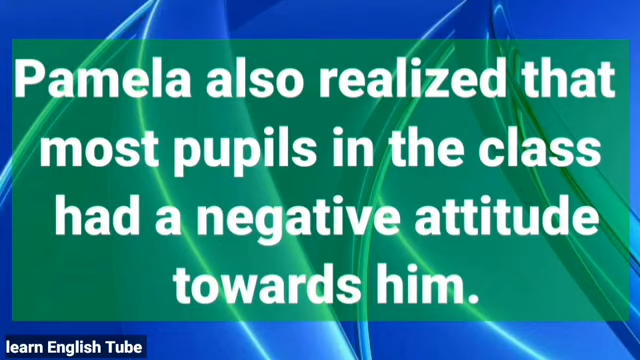 Pamela also realized that
most pupils in the class
had a negative attitude
towards him.
learn English Tube